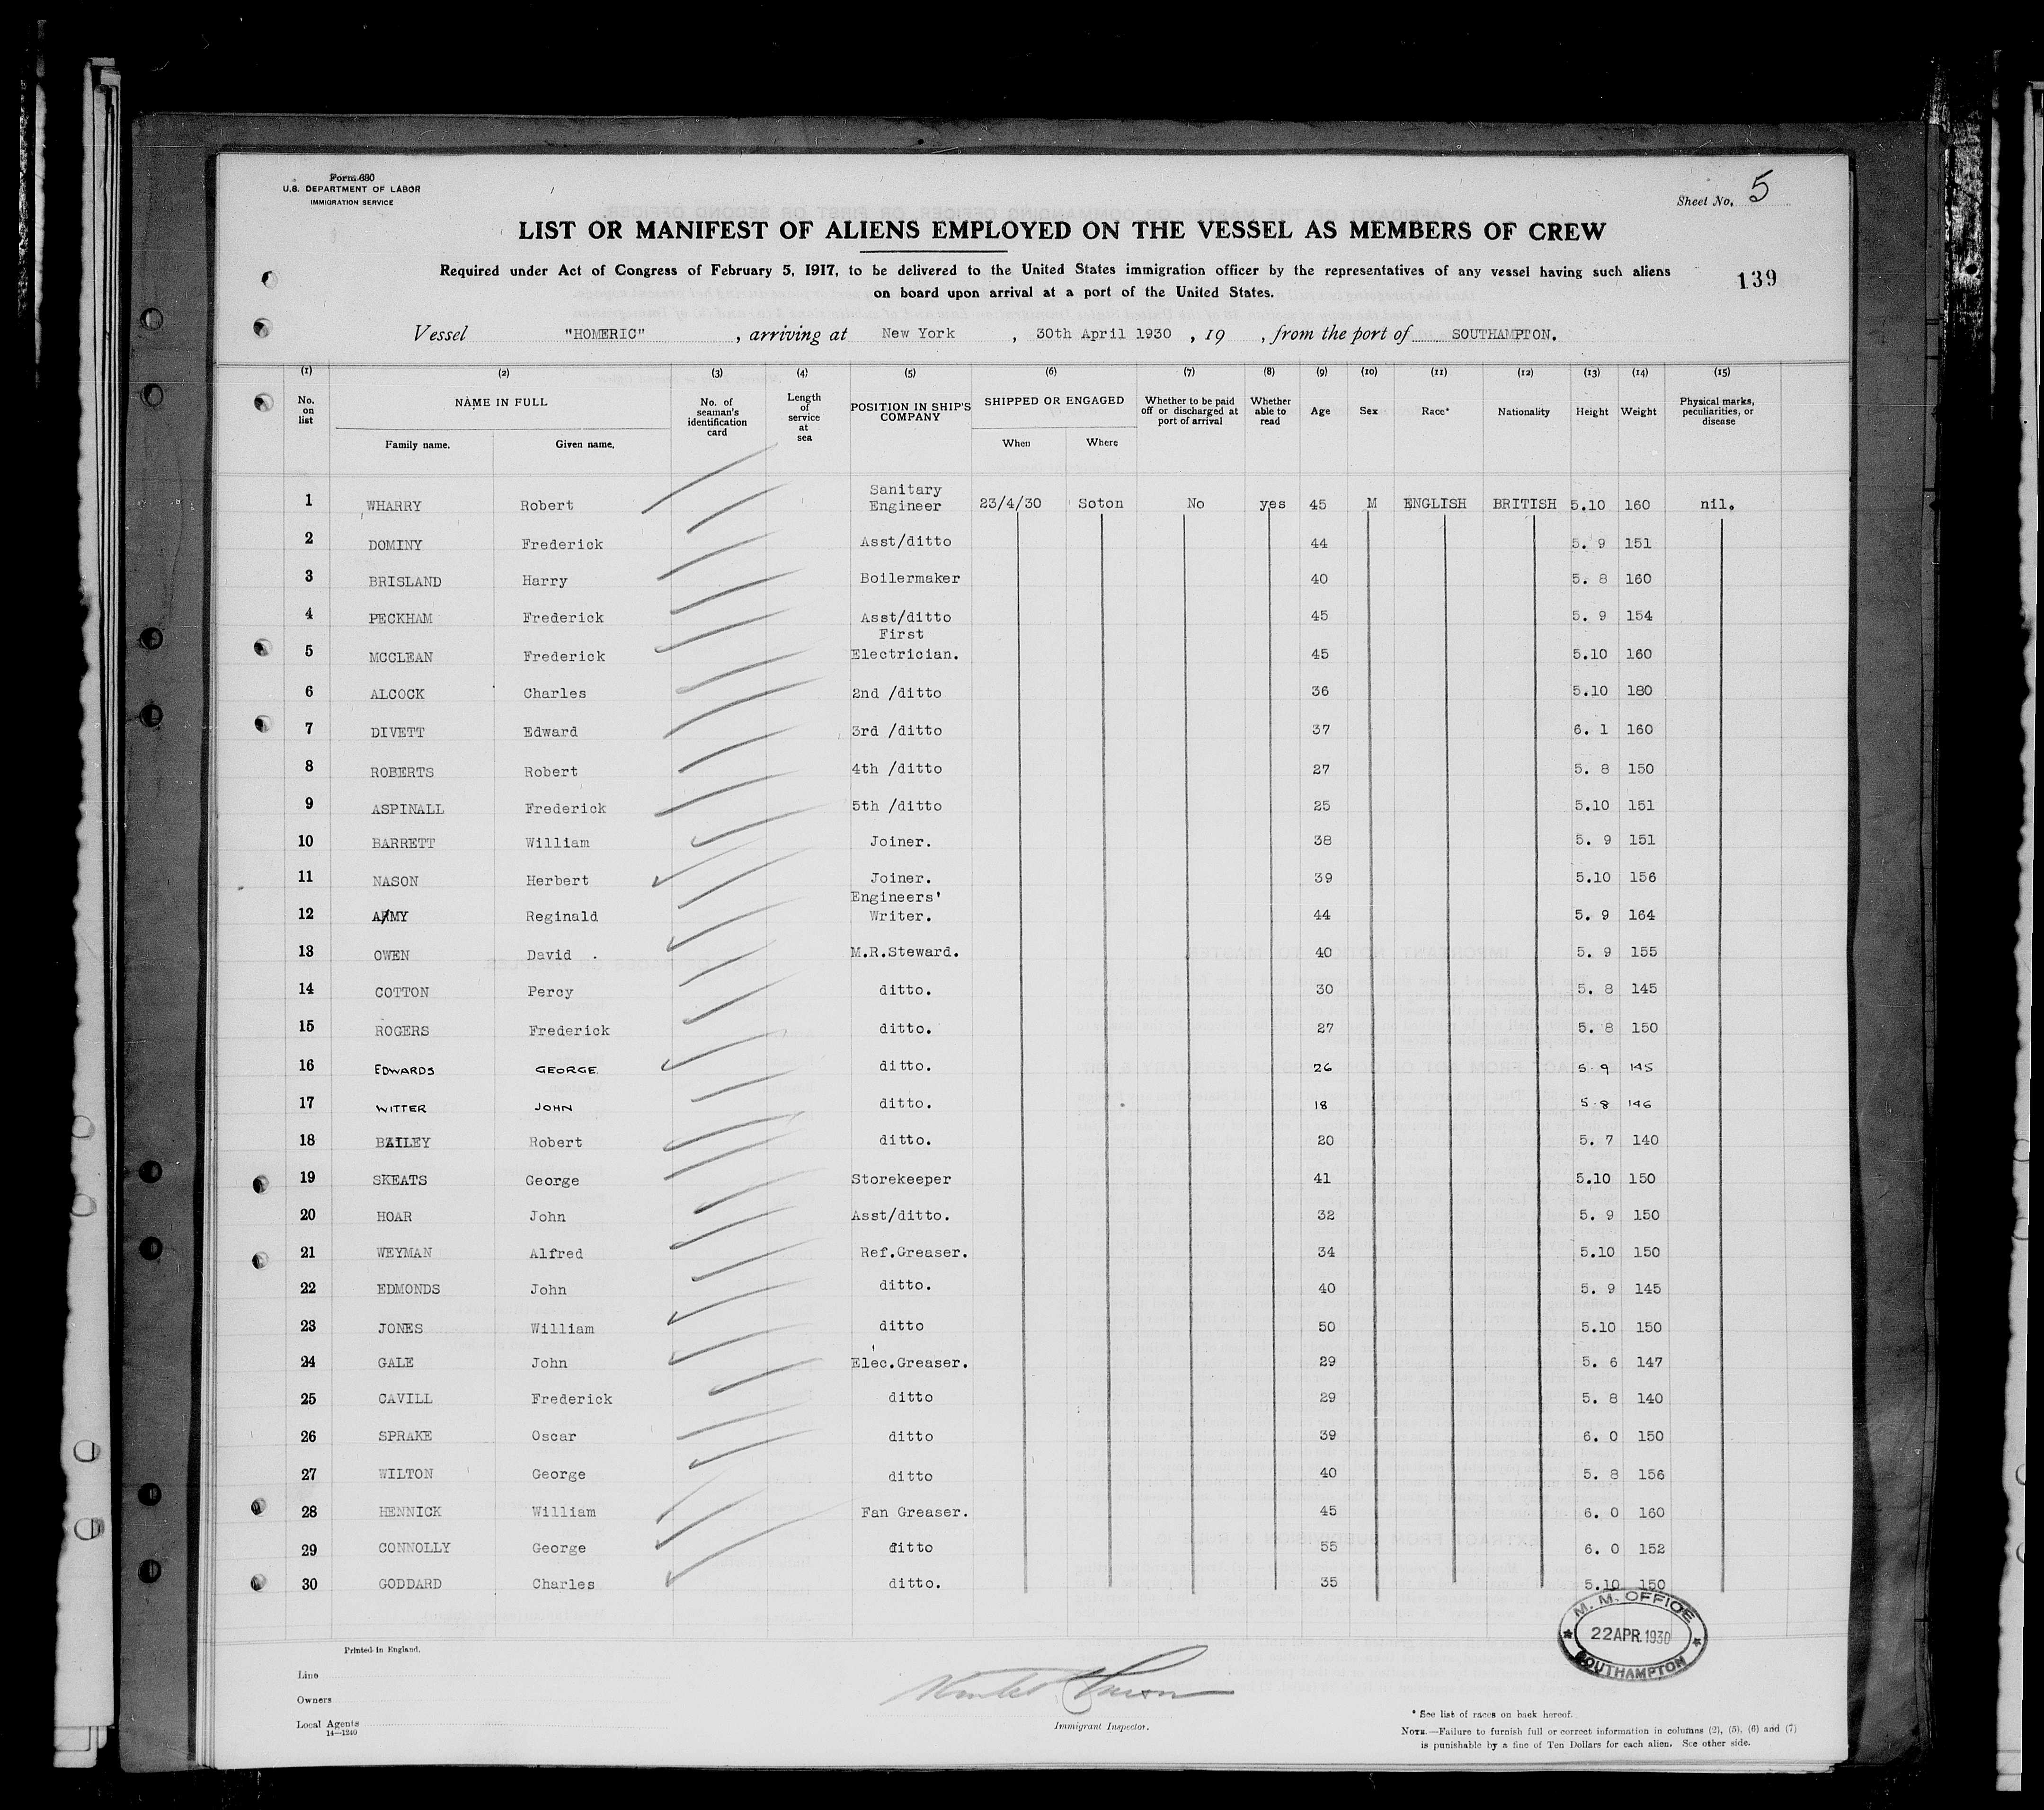 Form 680
U.S. DEPARTMENT OF LABOR
IMMIGRATION SERVICE
Sheet No. 5
LIST OR MANIFEST OF ALIENS EMPLOYED ON THE VESSEL AS MEMBERS OF CREW
Required under Act of Congress of February 5, 1917, to be delivered to the United States immigration officer by the representatives of any vessel having such aliens
on board upon arrival at a port of the United States.
139
Vessel "HOMERIC", arriving at New York, 30th April 1930, 19 , from the port of SOUTHAMPTON.
(1) (2) (3) (4) (5) (6) (7) (8) (9) (10) (11) (12) (13) (14) (15)
No. on list NAME IN FULL Family name. Given name. No. of seaman's identification card Length of service at sea POSITION IN SHIP'S COMPANY SHIPPED OR ENGAGED When Where Whether to be paid off or discharged at port of arrival Whether able to read Age Sex Race* Nationality Height Weight Physical marks, peculiarities, or disease
1 WHARRY Robert Sanitary Engineer 23/4/30 Soton No yes 45 M ENGLISH BRITISH 5.10 160 nil.
2 DOMINY Frederick Asst/ditto 44 5. 9 151
3 BRISLAND Harry Boilermaker 40 5. 8 160
4 PECKHAM Frederick Asst/ditto 45 5. 9 154
5 MCCLEAN Frederick First Electrician. 45 5.10 160
6 ALCOCK Charles 2nd /ditto 36 5.10 180
7 DIVETT Edward 3rd /ditto 37 6. 1 160
8 ROBERTS Robert 4th /ditto 27 5. 8 150
9 ASPINALL Frederick 5th /ditto 25 5.10 151
10 BARRETT William Joiner. 38 5. 9 151
11 NASON Herbert Joiner. 39 5.10 156
12 Reginald Engineers' Writer. 44 5. 9 164
13 OWEN David . M.R.Steward. 40 5. 9 155
14 COTTON Percy ditto. 30 5. 8 145
15 ROGERS Frederick ditto. 27 5. 8 150
16 EDWARDS GEORGE ditto. 26 5 9 145
17 WITTER JOHN ditto. 18 5 8 146
18 BAILEY Robert ditto. 20 5. 7 140
19 SKEATS George Storekeeper 41 5.10 150
20 HOAR John Asst/ditto. 32 5. 9 150
21 WEYMAN Alfred Ref.Greaser. 34 5.10 150
22 EDMONDS John ditto. 40 5. 9 145
23 JONES William ditto 50 5.10 150
24 GALE John Elec.Greaser. 29 5. 6 147
25 CAVILL Frederick ditto 29 5. 8 140
26 SPRAKE Oscar ditto 39 6. 0 150
27 WILTON George ditto 40 5. 8 156
28 HENNICK William Fan Greaser. 45 6. 0 160
29 CONNOLLY George ditto 55 6. 0 152
30 GODDARD Charles ditto. 35 5.10 150
M. M. OFFICE
22 APR. 1930
SOUTHAMPTON
Printed in England.
Line
Owners
Local Agents
14—1240
Immigrant Inspector.
* See list of races on back hereof.
NOTE.—Failure to furnish full or correct information in columns (2), (5), (6) and (7)
is punishable by a fine of Ten Dollars for each alien. See other side.